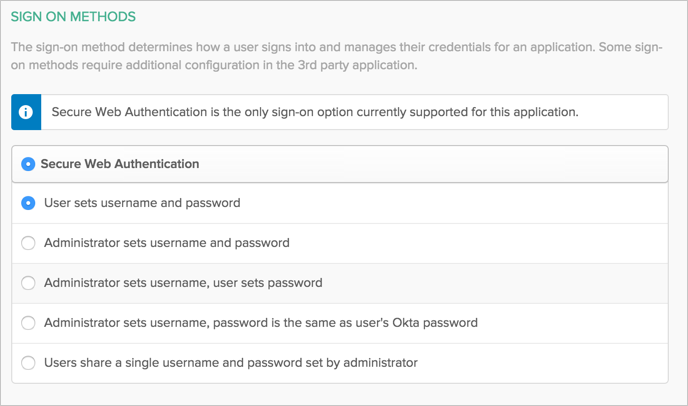 SIGN ON METHODS
The sign-on method determines how a user signs into and manages their credentials for an application. Some sign-
on methods require additional configuration in the 3rd party application.
Secure Web Authentication is the only sign-on option currently supported for this application.
Secure Web Authentication
User sets username and password
Administrator sets username and password
Administrator sets username, user sets password
Administrator sets username, password is the same as user's Okta password
Users share a single username and password set by administrator